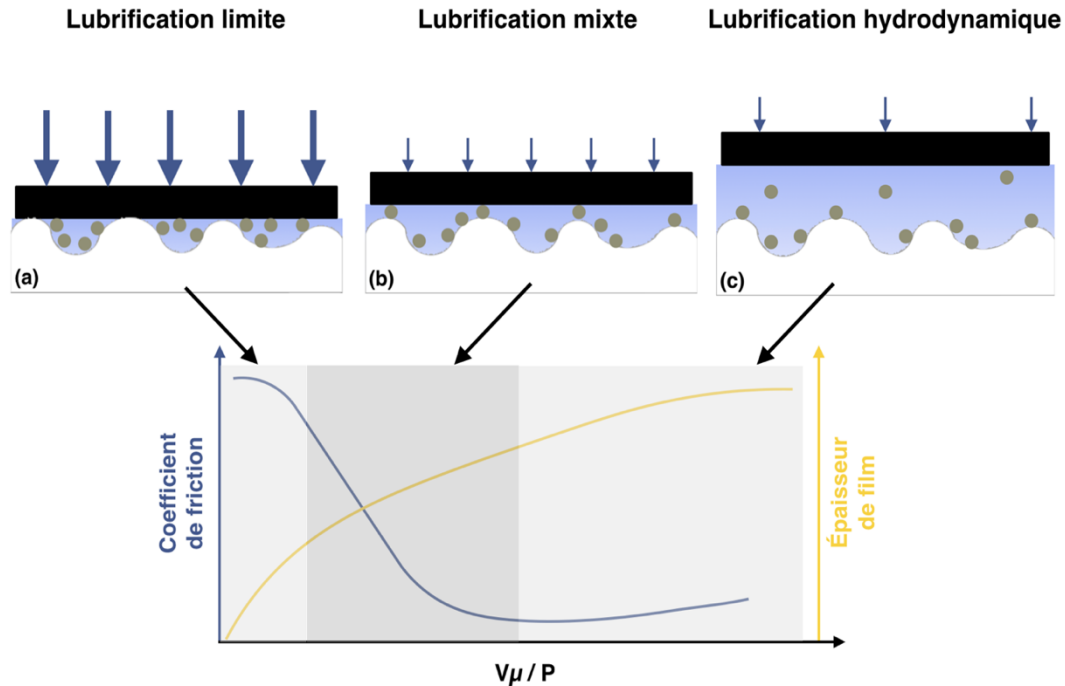 Lubrification limite
Lubrification mixte
Lubrification hydrodynamique
(a)
(b)
(c)
Coefficient
de friction
Épaisseur
de film
Vμ / P